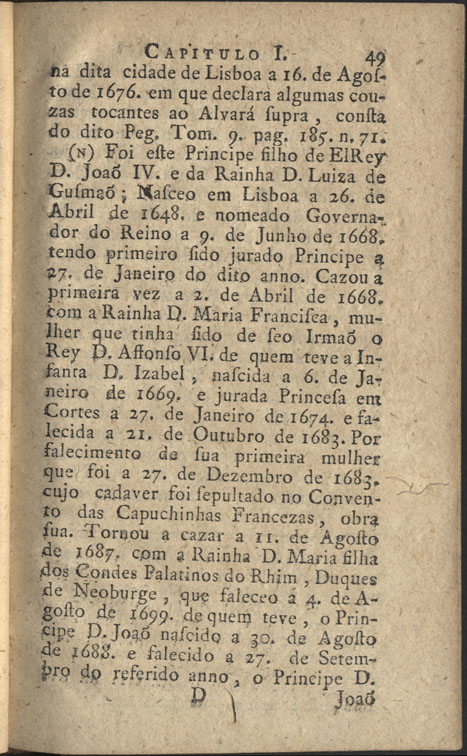 CAPITULO I. 49
na dita cidade de Lisboa a 16. de Agoſ-
to de 1676. em que declara algumas cou-
zas tocantes ao Alvará ſupra, conſta
do dito Peg. Tom. 9. pag. 185. n. 71.
(N) Foi eſte Principe filho de ElRey
D. Joaõ IV. e da Rainha D. Luiza de
Guſmaõ; Naſceo em Lisboa a 26. de
Abril de 1648. e nomeado Governa-
dor do Reino a 9. de Junho de 1668.
tendo primeiro ſido jurado Principe a
27. de Janeiro do dito anno. Cazou a
primeira vez a 2. de Abril de 1668.
com a Rainha D. Maria Franciſca, mu-
lher que tinha ſido de ſeo Irmaõ o
Rey D. Affonſo VI. de quem teve a In-
fanta D. Izabel, naſcida a 6. de Ja-
neiro de 1669. e jurada Princeſa em
Cortes a 27. de Janeiro de 1674. e fa-
lecida a 21. de Outubro de 1683. Por
falecimento de ſua primeira mulher
que foi a 27. de Dezembro de 1683.
cujo cadaver foi ſepultado no Conven-
to das Capuchinhas Francezas, obra
ſua. Tornou a cazar a 11. de Agoſto
de 1687. com a Rainha D. Maria filha
dos Condes Palatinos do Rhim, Duques
de Neoburge, que faleceo a 4. de A-
goſto de 1699. de quem teve, o Prin-
cipe D. Joaõ naſcido a 30. de Agoſto
de 1688. e falecido a 27. de Setem-
bro do referido anno, o Principe D.
D Joaõ